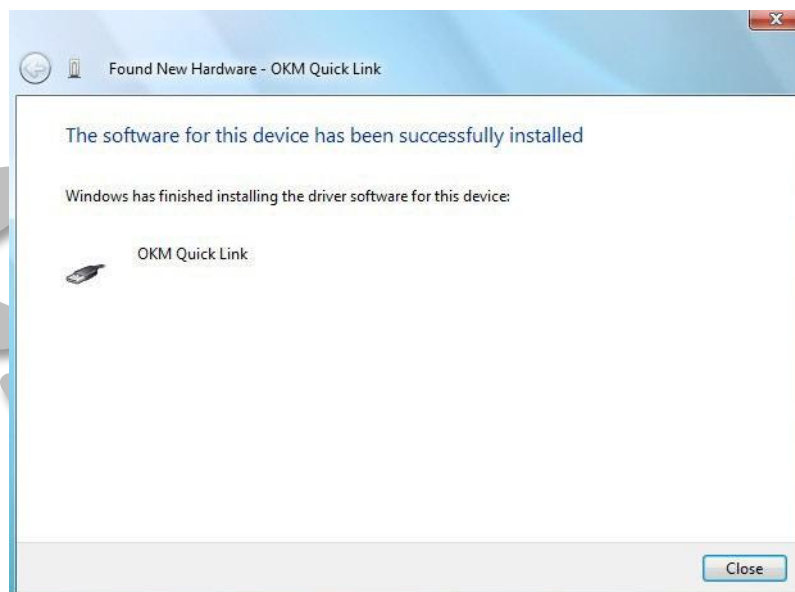 Found New Hardware - OKM Quick Link
The software for this device has been successfully installed
Windows has finished installing the driver software for this device:
OKM Quick Link
Close